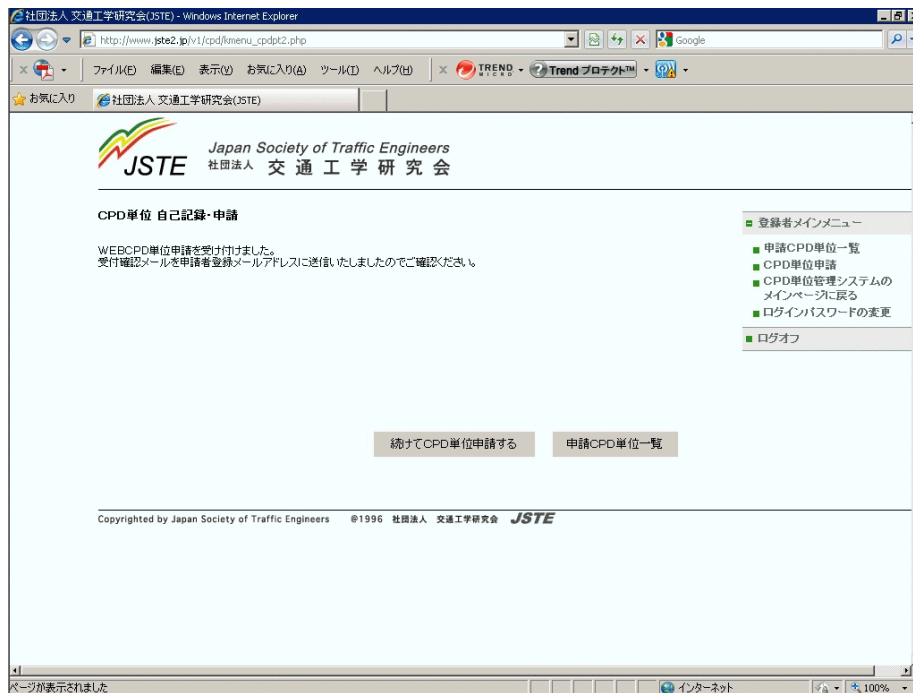 社団法人 交通工学研究会(JSTE) - Windows Internet Explorer
http://www.jste2.jp/v1/cpd/kmenu_cpdpt2.php
Google
ファイル(F) 編集(E) 表示(V) お気に入り(A) ツール(T) ヘルプ(H)
TREND MICRO
Trend プロテクト™
お気に入り
社団法人 交通工学研究会(JSTE)
JSTE
Japan Society of Traffic Engineers
社団法人 交通工学研究会
CPD単位 自己記録・申請
WEBCPD単位申請を受け付けました。
受付確認メールを申請者登録メールアドレスに送信いたしましたのでご確認ください。
登録者メインメニュー
申請CPD単位一覧
CPD単位申請
CPD単位管理システムの
メインページに戻る
ログインパスワードの変更
ログオフ
続けてCPD単位申請する
申請CPD単位一覧
Copyrighted by Japan Society of Traffic Engineers @1996 社団法人 交通工学研究会 JSTE
ページが表示されました
インターネット
100%